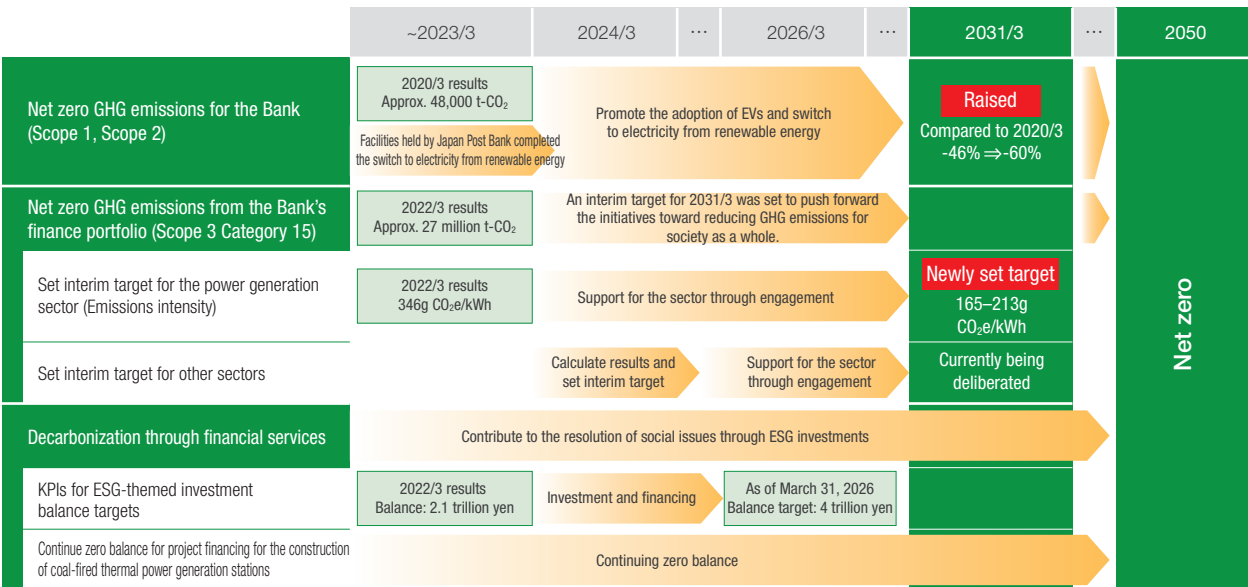 ~2023/3
2024/3
…
2026/3
…
2031/3
…
2050
Net zero GHG emissions for the Bank
(Scope 1, Scope 2)
2020/3 results
Approx. 48,000 t-CO₂
Facilities held by Japan Post Bank completed
the switch to electricity from renewable energy
Promote the adoption of EVs and switch
to electricity from renewable energy
Raised
Compared to 2020/3
-46% ⇒ -60%
Net zero GHG emissions from the Bank's
finance portfolio (Scope 3 Category 15)
2022/3 results
Approx. 27 million t-CO₂
An interim target for 2031/3 was set to push forward
the initiatives toward reducing GHG emissions for
society as a whole.
Set interim target for the power generation
sector (Emissions intensity)
2022/3 results
346g CO₂e/kWh
Support for the sector through engagement
Newly set target
165–213g
CO₂e/kWh
Set interim target for other sectors
Calculate results and
set interim target
Support for the sector
through engagement
Currently being
deliberated
Net zero
Decarbonization through financial services
Contribute to the resolution of social issues through ESG investments
KPIs for ESG-themed investment
balance targets
2022/3 results
Balance: 2.1 trillion yen
Investment and financing
As of March 31, 2026
Balance target: 4 trillion yen
Continue zero balance for project financing for the construction
of coal-fired thermal power generation stations
Continuing zero balance